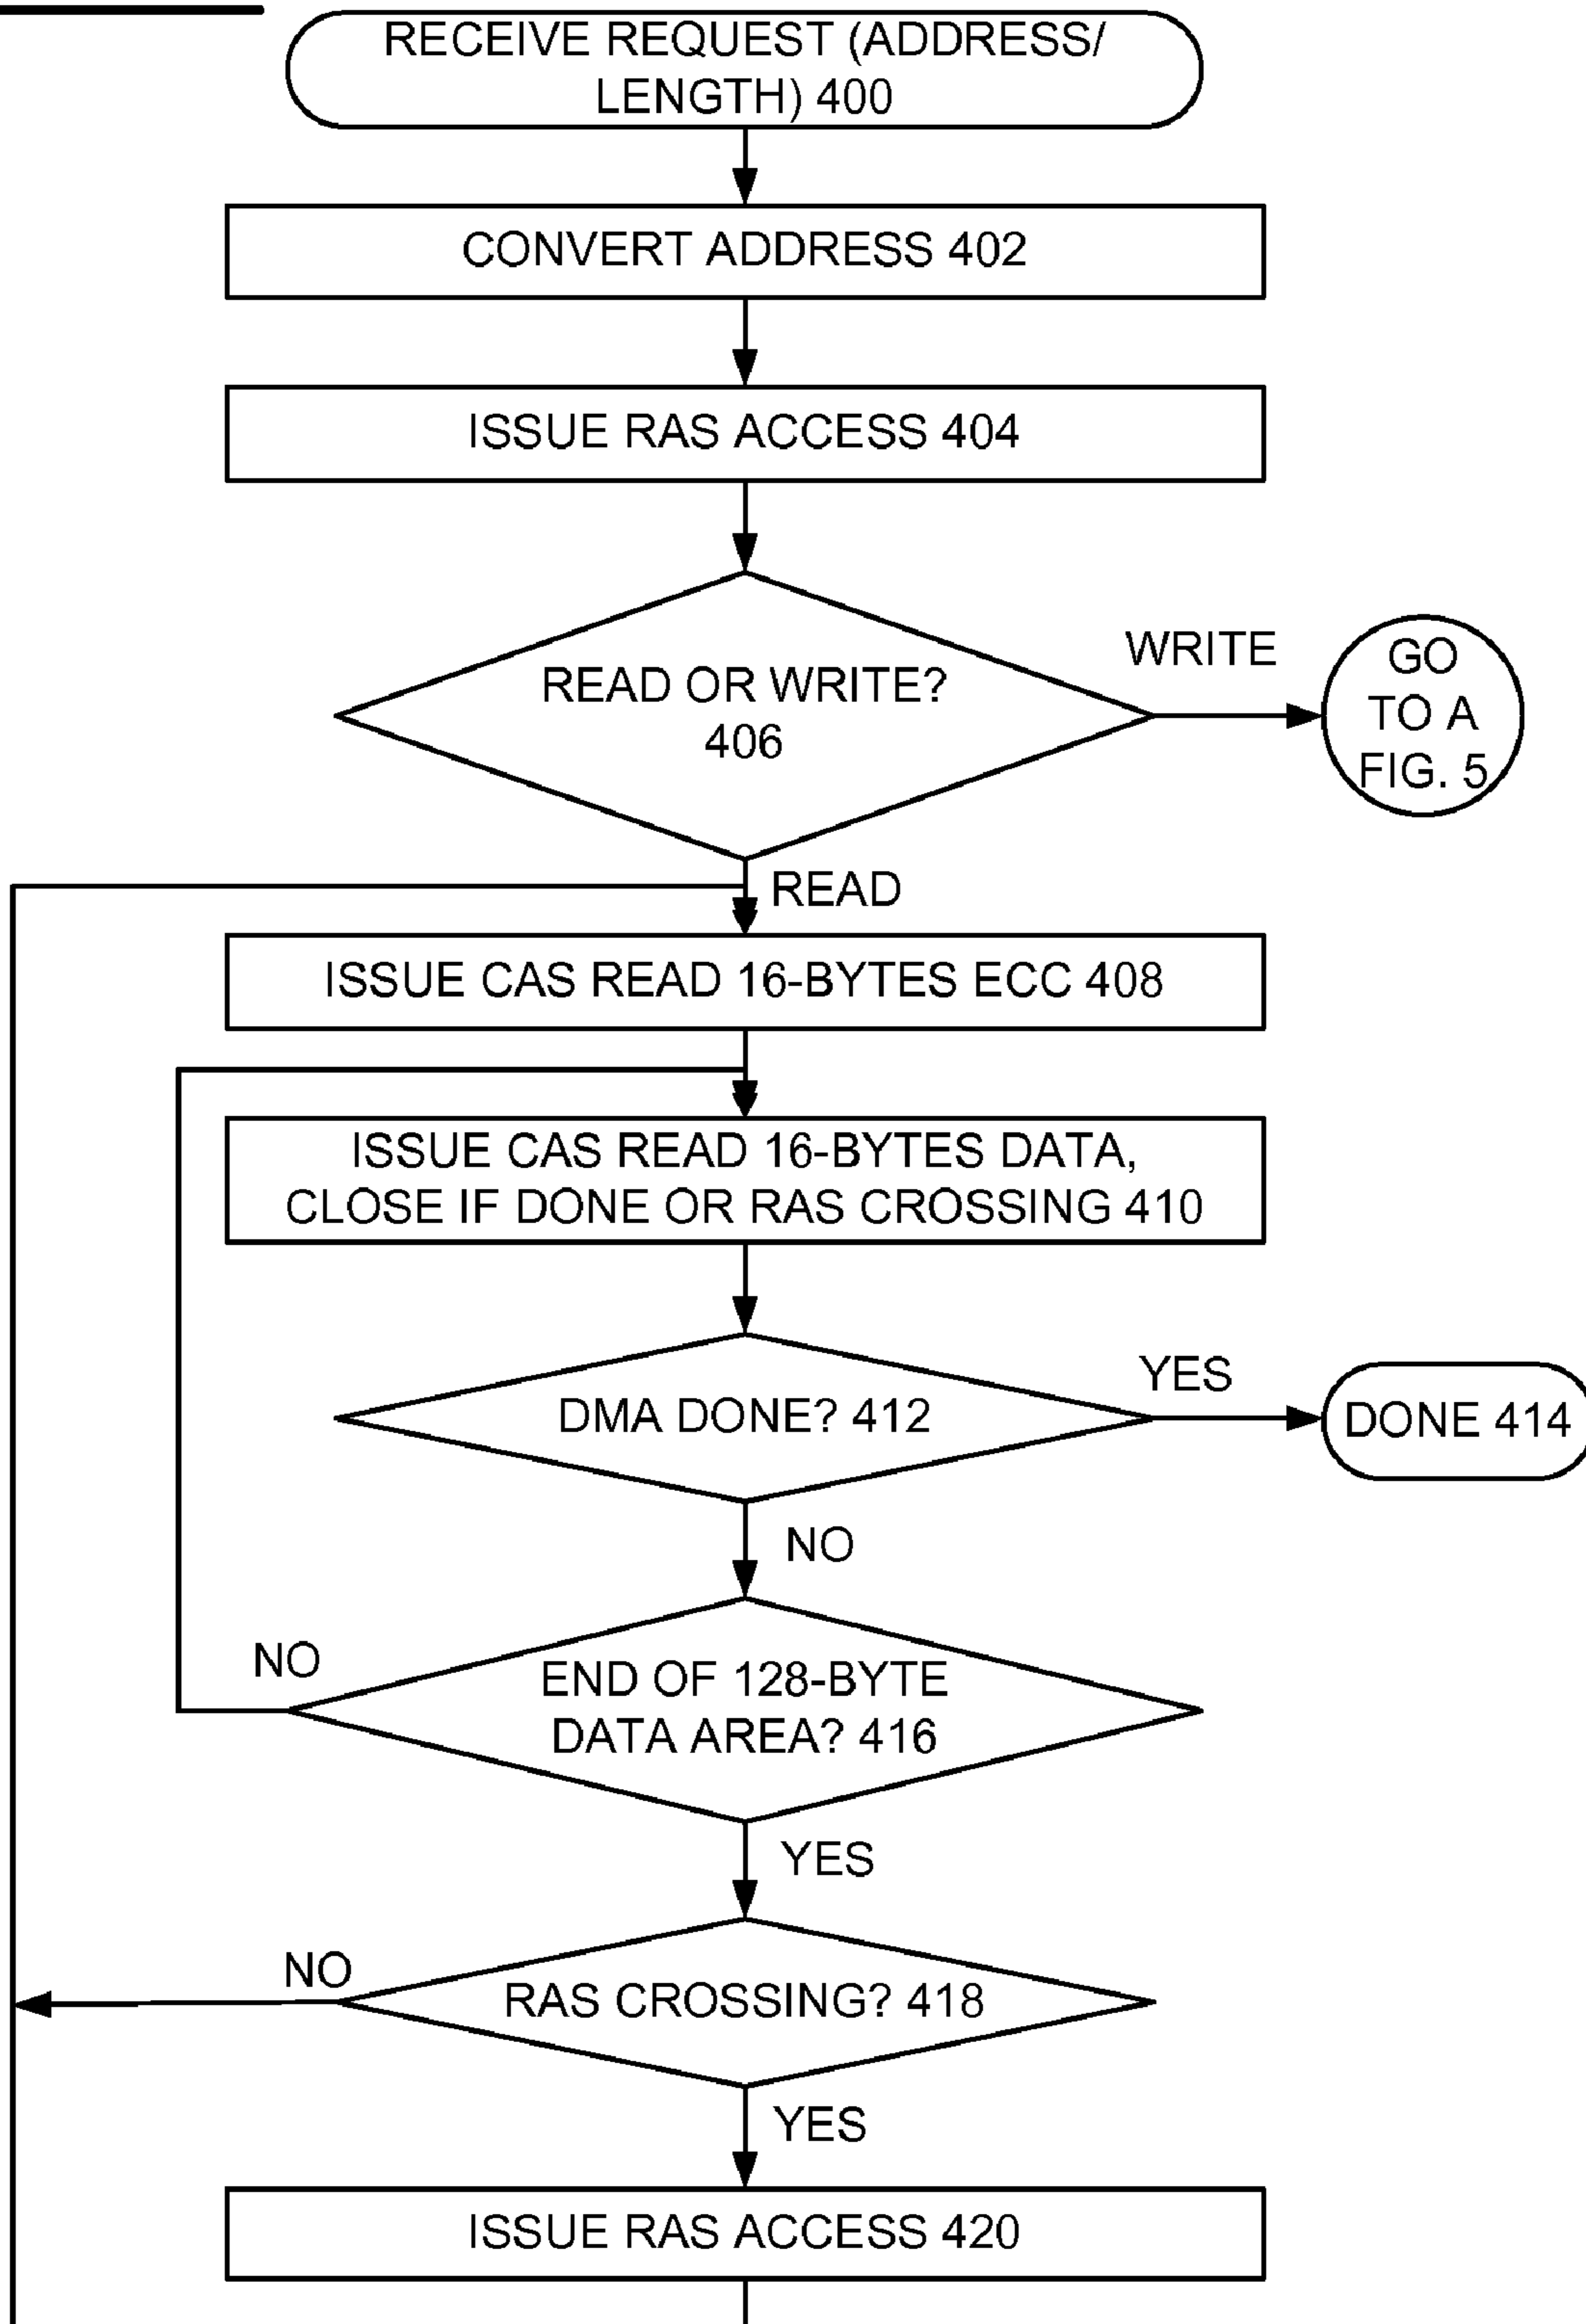 RECEIVE REQUEST (ADDRESS/
LENGTH) 400
CONVERT ADDRESS 402
ISSUE RAS ACCESS 404
READ OR WRITE?
406
WRITE
GO
TO A
FIG. 5
READ
ISSUE CAS READ 16-BYTES ECC 408
ISSUE CAS READ 16-BYTES DATA,
CLOSE IF DONE OR RAS CROSSING 410
DMA DONE? 412
YES
DONE 414
NO
NO
END OF 128-BYTE
DATA AREA? 416
YES
NO
RAS CROSSING? 418
YES
ISSUE RAS ACCESS 420